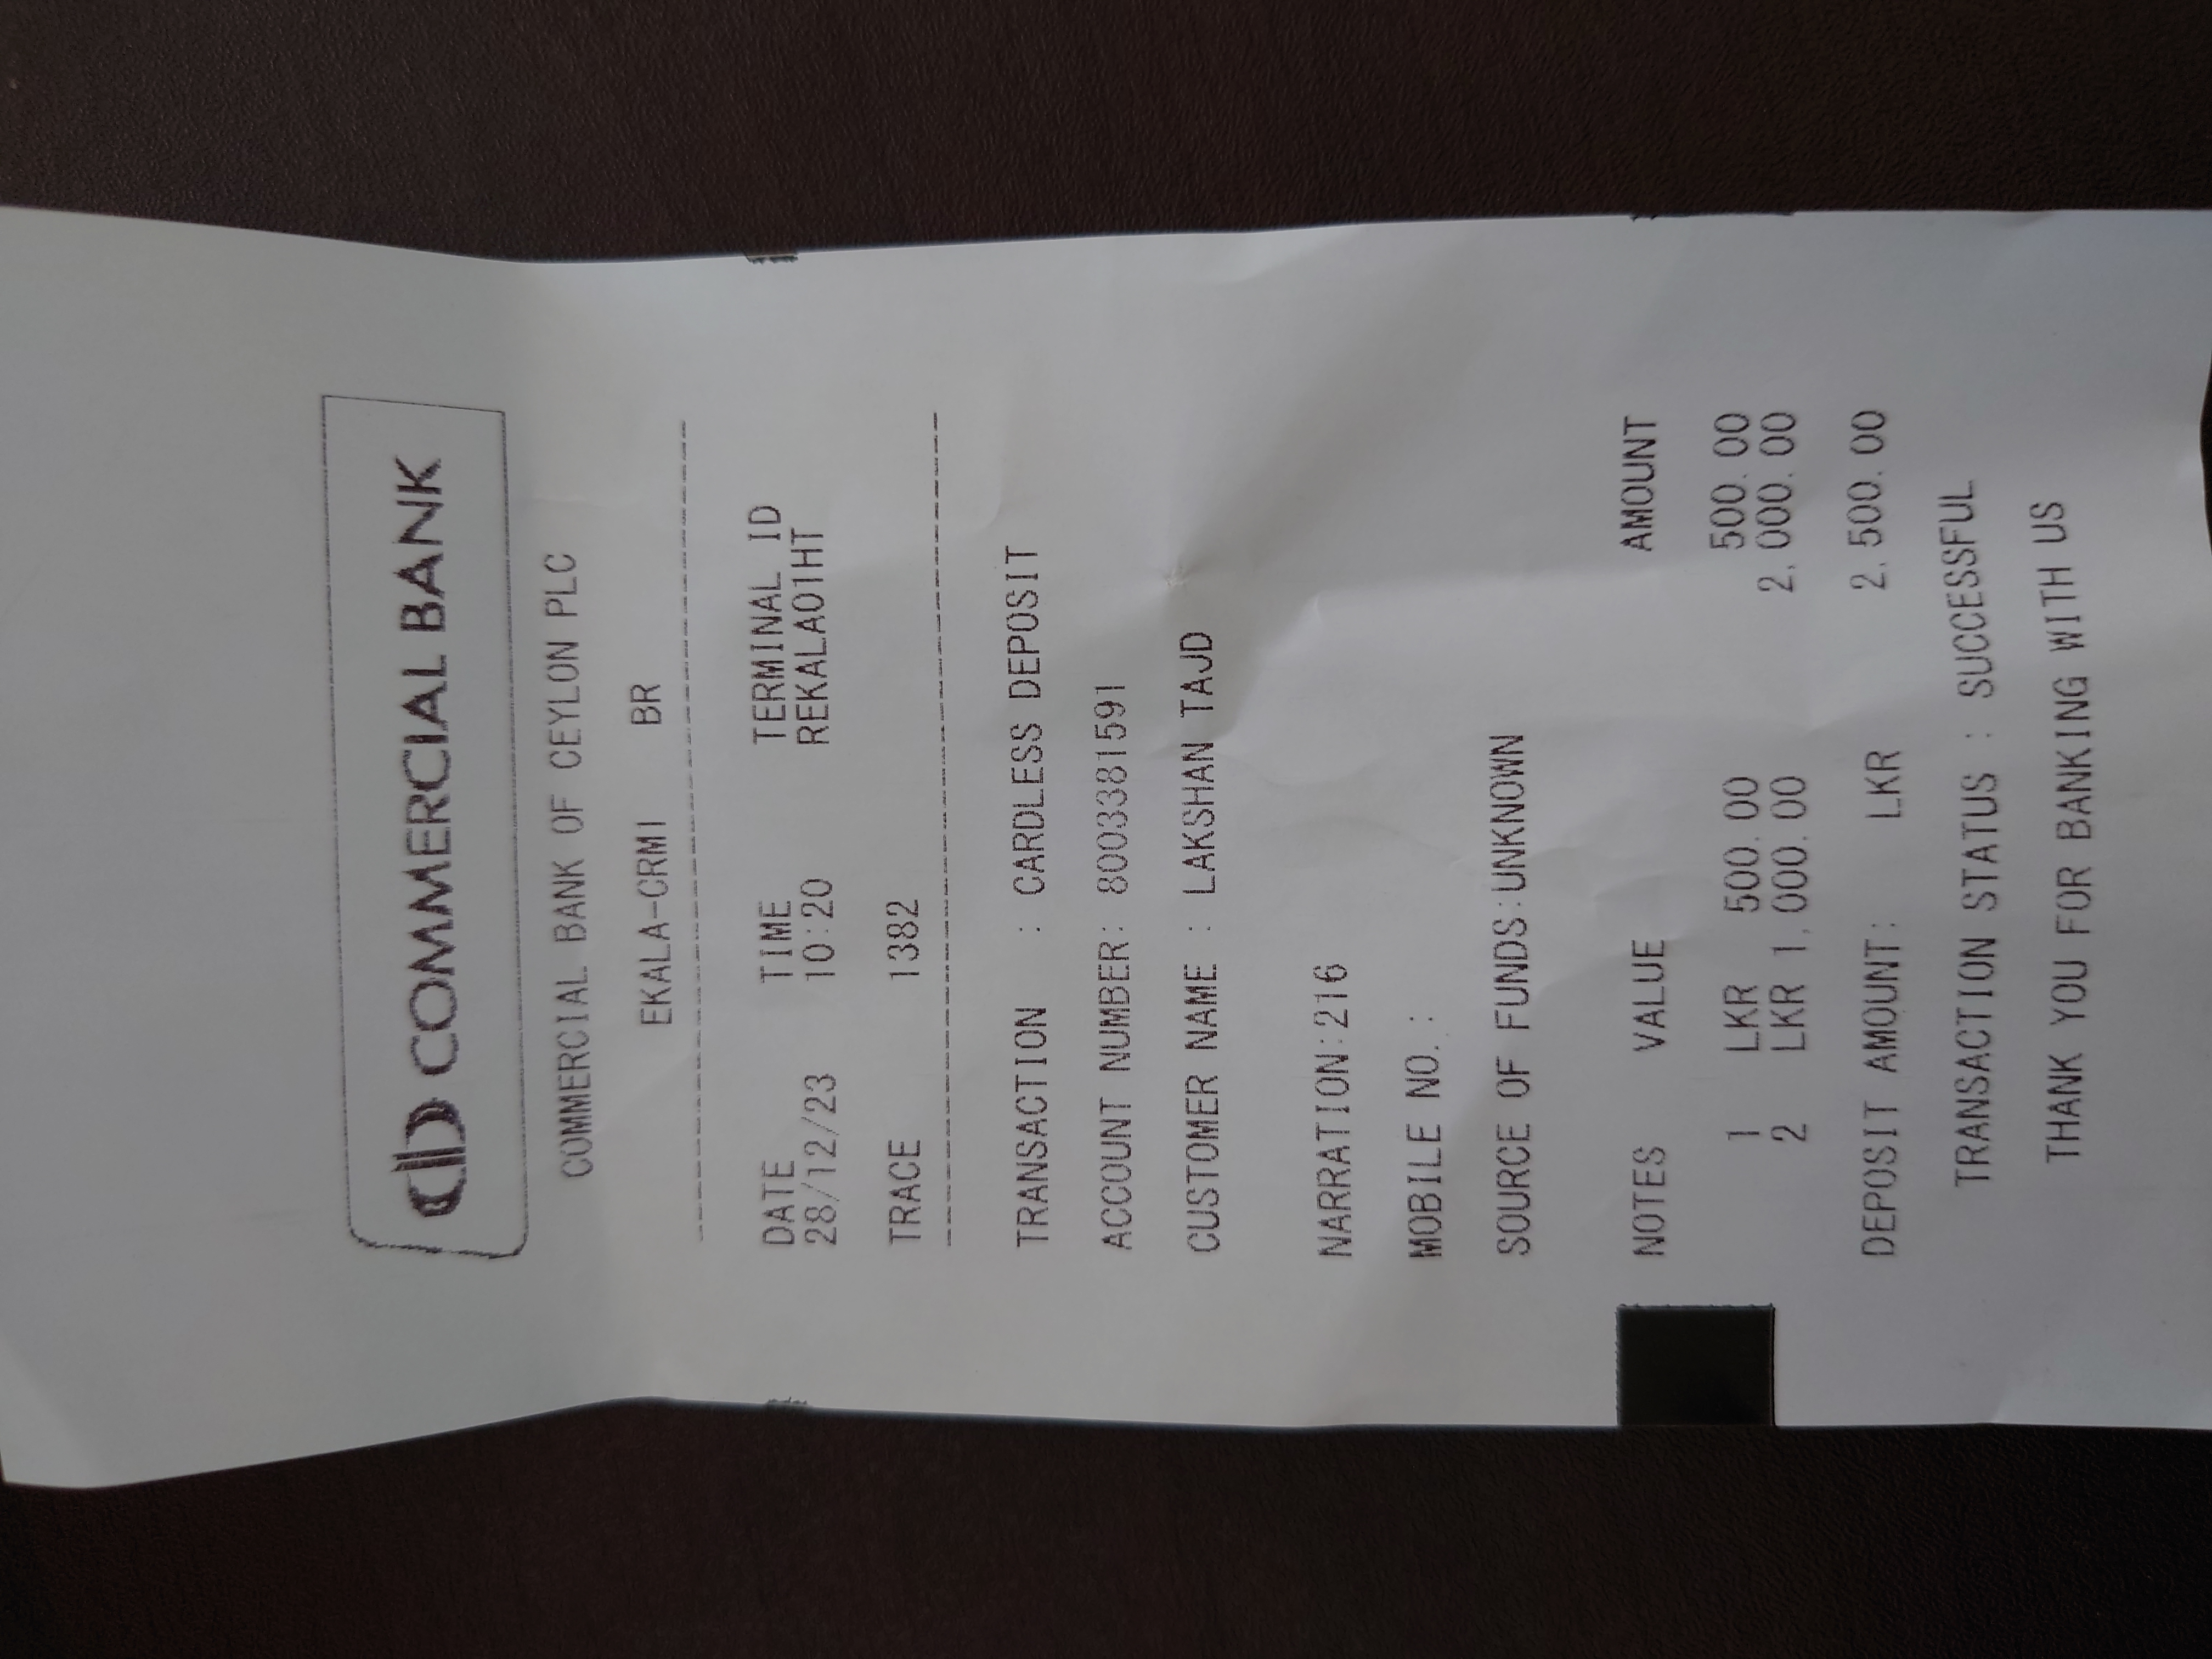 COMMERCIAL BANK
COMMERCIAL BANK OF CEYLON PLC
EKALA-CRM1 BR
DATE TIME TERMINAL ID
28/12/23 10:20 REKALA01HT
TRACE 1382
TRANSACTION : CARDLESS DEPOSIT
ACCOUNT NUMBER: 8003381591
CUSTOMER NAME : LAKSHAN TAJD
NARRATION:216
MOBILE NO. :
SOURCE OF FUNDS:UNKNOWN
NOTES VALUE AMOUNT
1 LKR 500.00 500.00
2 LKR 1,000.00 2,000.00
DEPOSIT AMOUNT: LKR 2,500.00
TRANSACTION STATUS : SUCCESSFUL
THANK YOU FOR BANKING WITH US